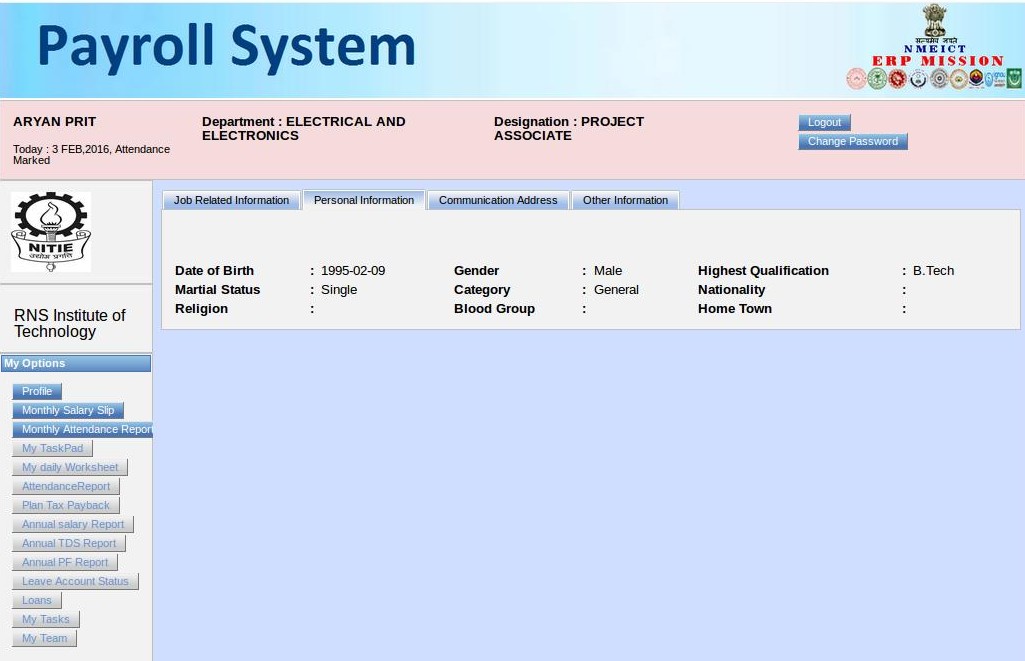 Payroll System
सत्यमेव जयते
NMEICT
ERP MISSION
ARYAN PRIT
Department : ELECTRICAL AND
ELECTRONICS
Designation : PROJECT
ASSOCIATE
Logout
Change Password
Today : 3 FEB,2016, Attendance
Marked
NITIE
उद्योग प्रगति
RNS Institute of
Technology
My Options
Profile
Monthly Salary Slip
Monthly Attendance Report
My TaskPad
My daily Worksheet
AttendanceReport
Plan Tax Payback
Annual salary Report
Annual TDS Report
Annual PF Report
Leave Account Status
Loans
My Tasks
My Team
Job Related Information Personal Information Communication Address Other Information
Date of Birth : 1995-02-09 Gender : Male Highest Qualification : B.Tech
Martial Status : Single Category : General Nationality :
Religion : Blood Group : Home Town :